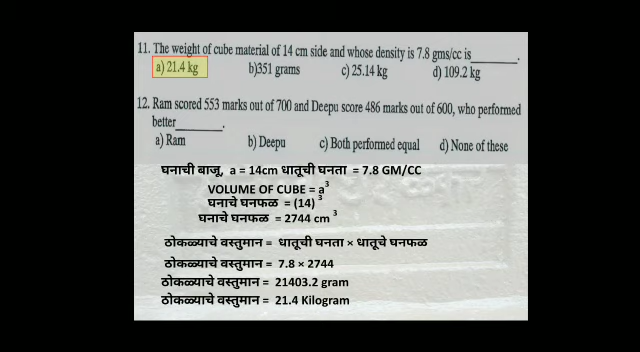 11. The weight of cube material of 14 cm side and whose density is 7.8 gms/cc is________.
a) 21.4 kg b)351 grams c) 25.14 kg d) 109.2 kg
12. Ram scored 553 marks out of 700 and Deepu score 486 marks out of 600, who performed
better________.
a) Ram b) Deepu c) Both performed equal d) None of these
घनाची बाजू, a = 14cm धातूची घनता = 7.8 GM/CC
VOLUME OF CUBE = a³
घनाचे घनफळ = (14) ³
घनाचे घनफळ = 2744 cm ³
ठोकळ्याचे वस्तुमान = धातूची घनता × धातूचे घनफळ
ठोकळ्याचे वस्तुमान = 7.8 × 2744
ठोकळ्याचे वस्तुमान = 21403.2 gram
ठोकळ्याचे वस्तुमान = 21.4 Kilogram